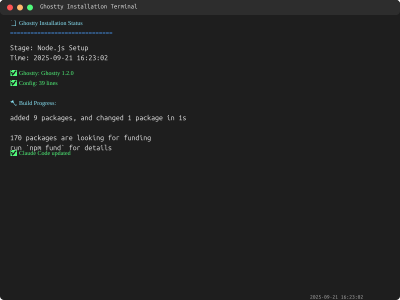 Ghostty Installation Terminal
Ghostty Installation Status
==============================
Stage: Node.js Setup
Time: 2025-09-21 16:23:02
✅ Ghostty: Ghostty 1.2.0
✅ Config: 39 lines
🔨 Build Progress:
added 9 packages, and changed 1 package in 1s
170 packages are looking for funding
run `npm fund` for details
✅ Claude Code updated
2025-09-21 16:23:02